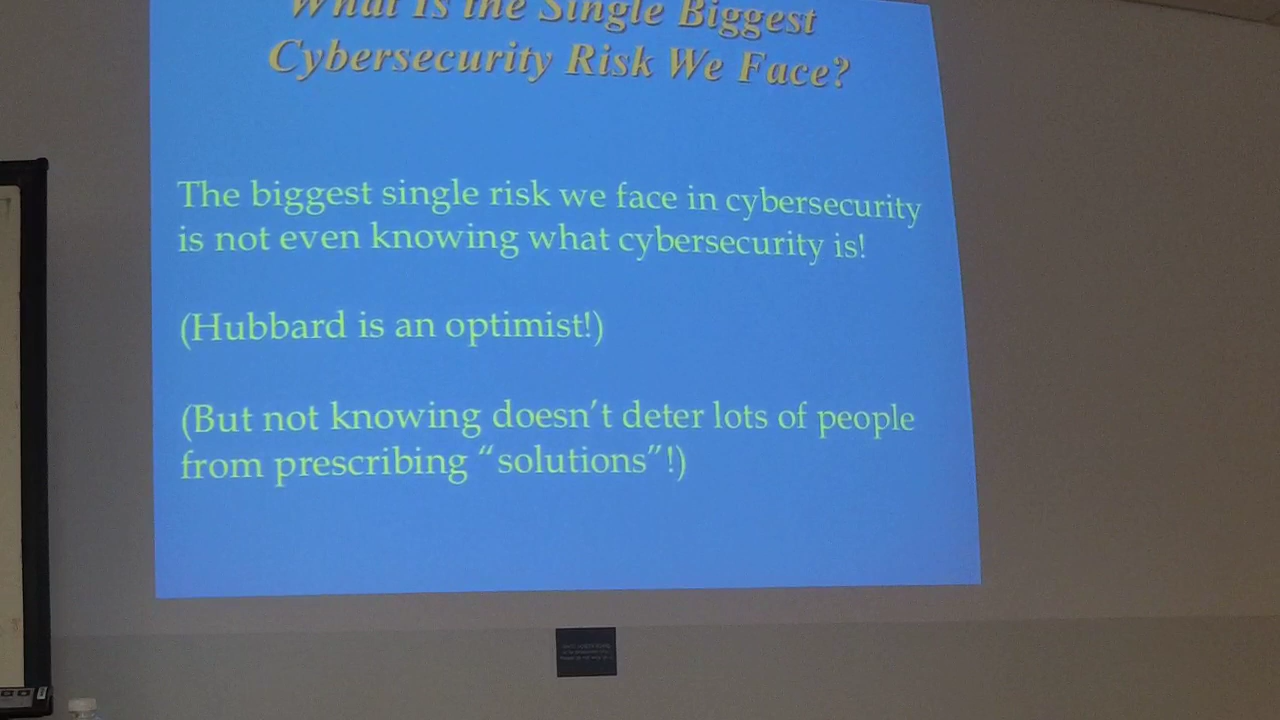 What Is the Single Biggest
Cybersecurity Risk We Face?
The biggest single risk we face in cybersecurity
is not even knowing what cybersecurity is!
(Hubbard is an optimist!)
(But not knowing doesn’t deter lots of people
from prescribing “solutions”!)